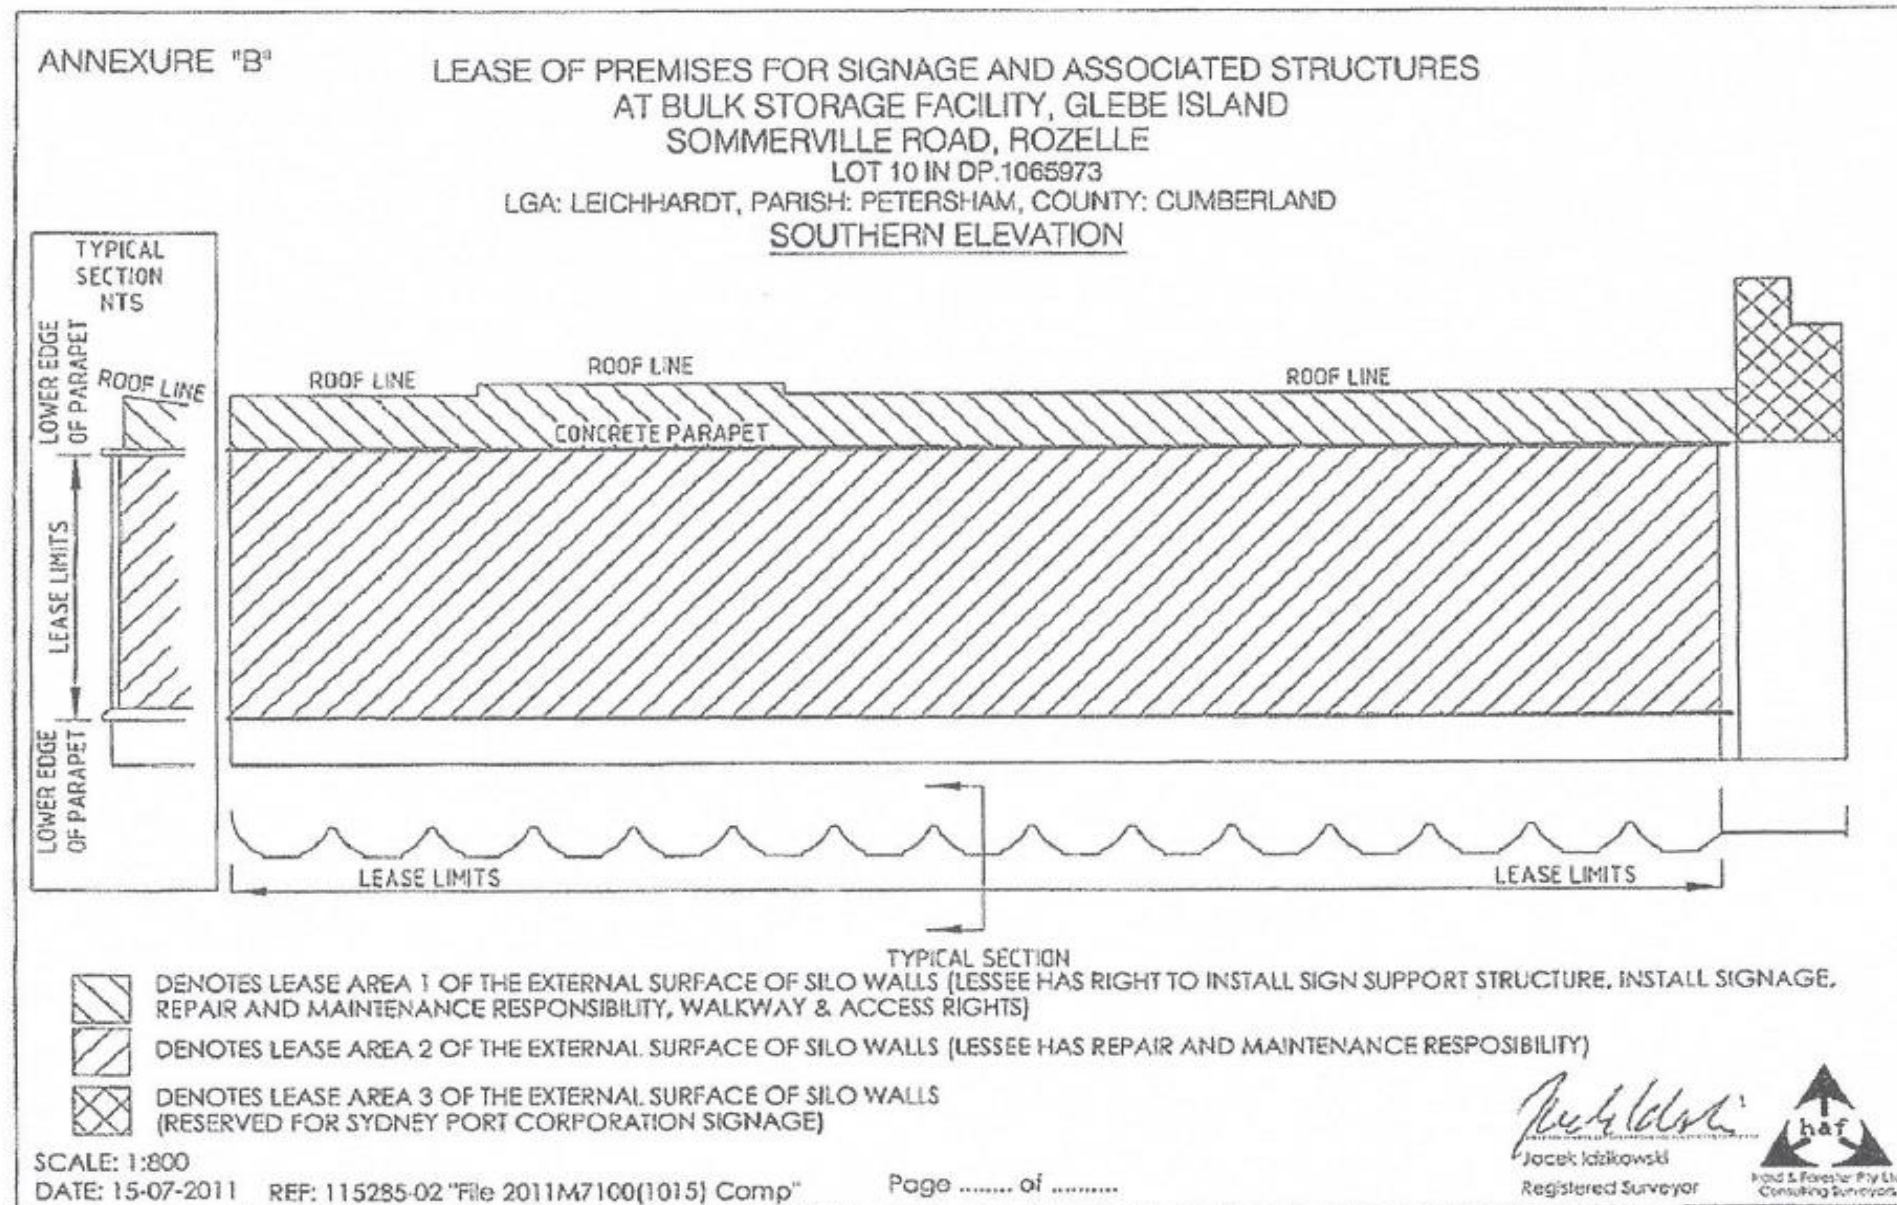 ANNEXURE "B"
LEASE OF PREMISES FOR SIGNAGE AND ASSOCIATED STRUCTURES
AT BULK STORAGE FACILITY, GLEBE ISLAND
SOMMERVILLE ROAD, ROZELLE
LOT 10 IN DP.1065973
LGA: LEICHHARDT, PARISH: PETERSHAM, COUNTY: CUMBERLAND
SOUTHERN ELEVATION
TYPICAL
SECTION
NTS
LOWER EDGE
OF PARAPET
ROOF LINE
LEASE LIMITS
LOWER EDGE
OF PARAPET
ROOF LINE
ROOF LINE
ROOF LINE
CONCRETE PARAPET
LEASE LIMITS
LEASE LIMITS
TYPICAL SECTION
DENOTES LEASE AREA 1 OF THE EXTERNAL SURFACE OF SILO WALLS (LESSEE HAS RIGHT TO INSTALL SIGN SUPPORT STRUCTURE, INSTALL SIGNAGE,
REPAIR AND MAINTENANCE RESPONSIBILITY, WALKWAY & ACCESS RIGHTS)
DENOTES LEASE AREA 2 OF THE EXTERNAL SURFACE OF SILO WALLS (LESSEE HAS REPAIR AND MAINTENANCE RESPOSIBILITY)
DENOTES LEASE AREA 3 OF THE EXTERNAL SURFACE OF SILO WALLS
(RESERVED FOR SYDNEY PORT CORPORATION SIGNAGE)
SCALE: 1:800
DATE: 15-07-2011 REF: 115285-02 "File 2011M7100(1015) Comp"
Page ........ of ..........
Jacek Idzikowski
Registered Surveyor
h&f
& Forester Pty Ltd
Consulting Surveyors